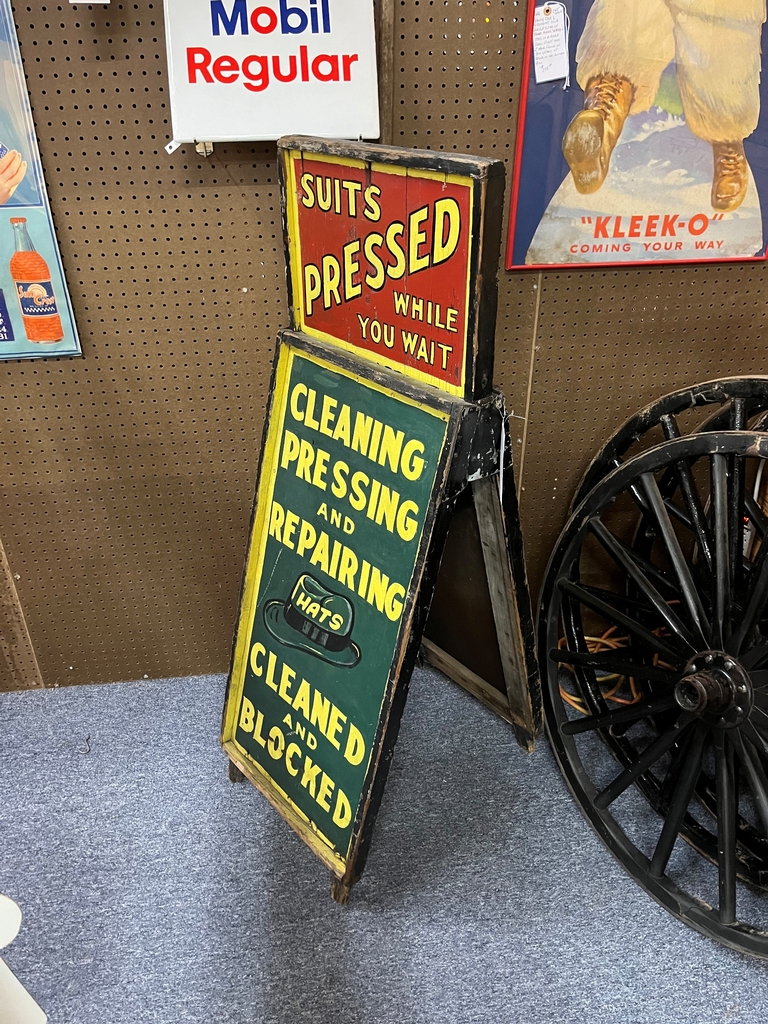 Mobil
Regular
SUITS
PRESSED
WHILE
YOU WAIT
CLEANING
PRESSING
AND
REPAIRING
HATS
CLEANED
AND
BLOCKED
"KLEEK-O"
COMING YOUR WAY